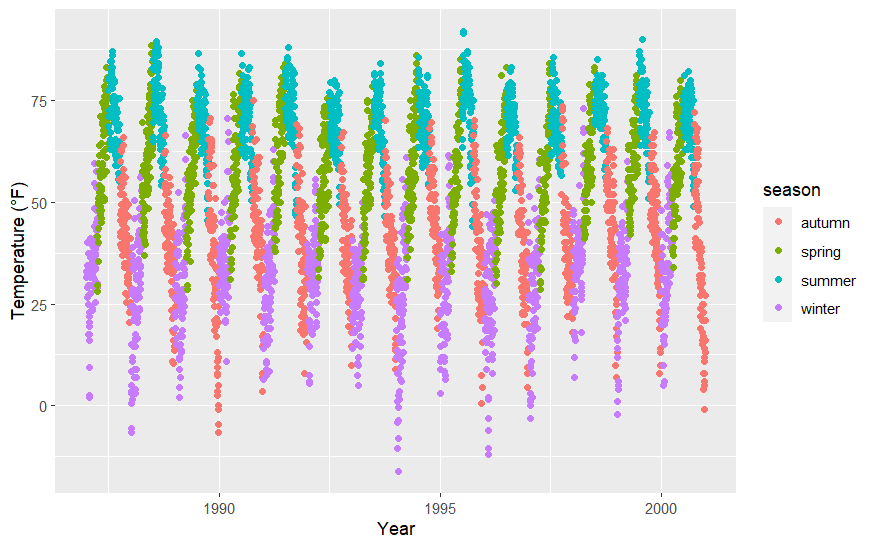 75
50
25
0
Temperature (°F)
1990
1995
2000
Year
season
autumn
spring
summer
winter